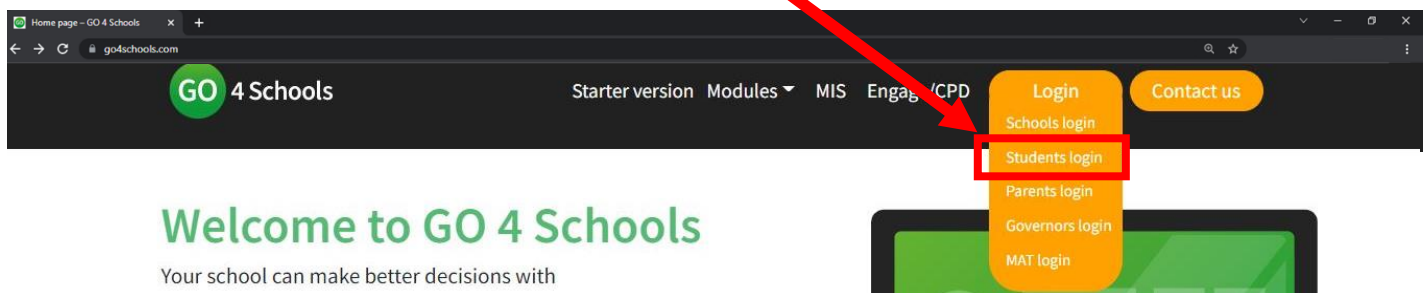 Home page – GO 4 Schools
go4schools.com
GO 4 Schools
Starter version Modules MIS Engage/CPD Login Contact us
Schools login
Students login
Parents login
Governors login
MAT login
Welcome to GO 4 Schools
Your school can make better decisions with